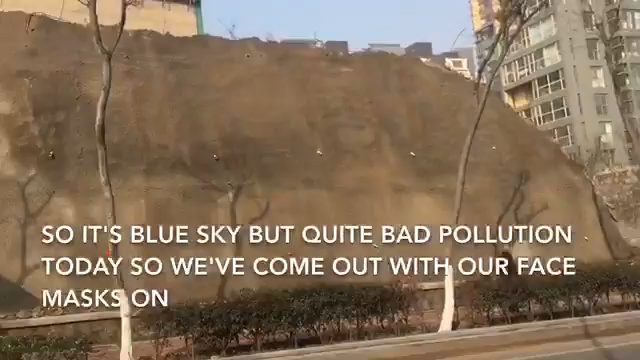 SO IT'S BLUE SKY BUT QUITE BAD POLLUTION
TODAY SO WE'VE COME OUT WITH OUR FACE
MASKS ON